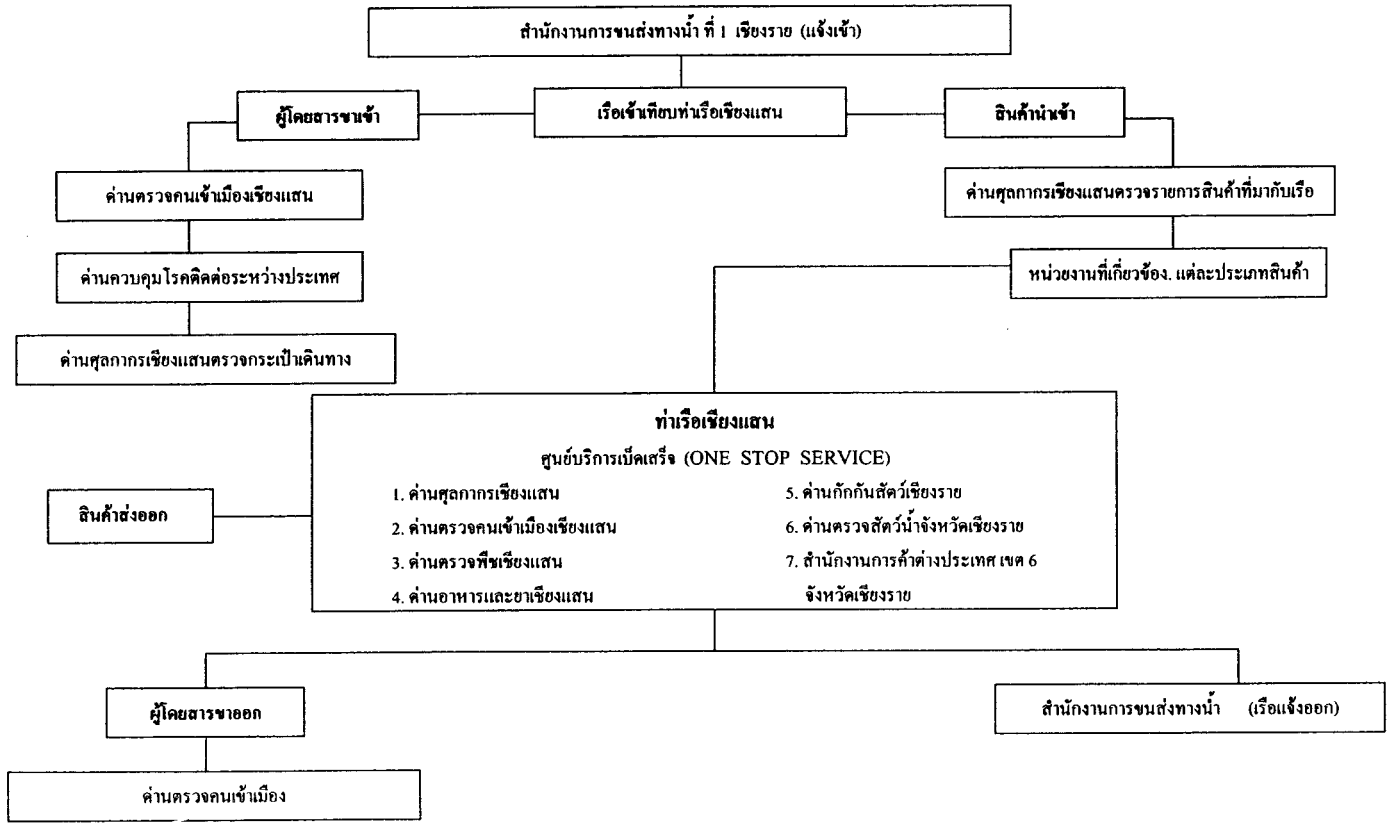 สำนักงานการขนส่งทางน้ำ ที่ 1 เชียงราย (แจ้งเข้า)
ผู้โดยสารขาเข้า
เรือเข้าเทียบท่าเรือเชียงแสน
สินค้านำเข้า
ด่านตรวจคนเข้าเมืองเชียงแสน
ด่านศุลกากรเชียงแสนตรวจรายการสินค้าที่มากับเรือ
ด่านควบคุมโรคติดต่อระหว่างประเทศ
หน่วยงานที่เกี่ยวข้อง. แต่ละประเภทสินค้า
ด่านศุลกากรเชียงแสนตรวจกระเป๋าเดินทาง
ท่าเรือเชียงแสน
ศูนย์บริการเบ็ดเสร็จ (ONE STOP SERVICE)
สินค้าส่งออก
1. ด่านศุลกากรเชียงแสน
2. ด่านตรวจคนเข้าเมืองเชียงแสน
3. ด่านตรวจพืชเชียงแสน
4. ด่านอาหารและยาเชียงแสน
5. ด่านกักกันสัตว์เชียงราย
6. ด่านตรวจสัตว์น้ำจังหวัดเชียงราย
7. สำนักงานการค้าต่างประเทศ เขต 6
จังหวัดเชียงราย
ผู้โดยสารขาออก
สำนักงานการขนส่งทางน้ำ (เรือแจ้งออก)
ด่านตรวจคนเข้าเมือง